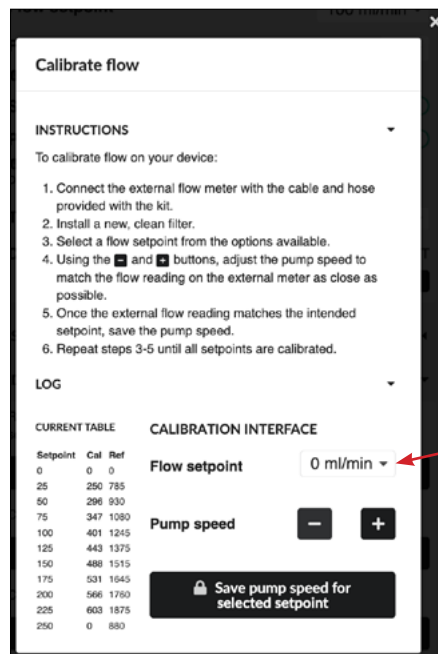 100 ml/min
×
Calibrate flow
INSTRUCTIONS
To calibrate flow on your device:
1. Connect the external flow meter with the cable and hose
provided with the kit.
2. Install a new, clean filter.
3. Select a flow setpoint from the options available.
4. Using the - and + buttons, adjust the pump speed to
match the flow reading on the external meter as close as
possible.
5. Once the external flow reading matches the intended
setpoint, save the pump speed.
6. Repeat steps 3-5 until all setpoints are calibrated.
LOG
CURRENT TABLE
Setpoint Cal Ref
0 0 0
25 250 785
50 296 930
75 347 1080
100 401 1245
125 443 1375
150 488 1515
175 531 1645
200 566 1760
225 603 1875
250 0 880
CALIBRATION INTERFACE
Flow setpoint 0 ml/min
Pump speed - +
Save pump speed for
selected setpoint